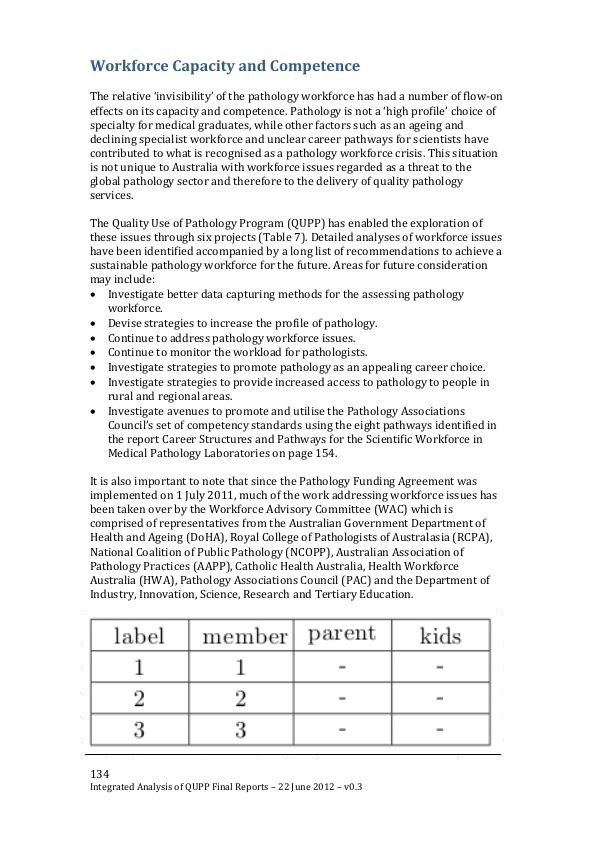 Workforce Capacity and Competence
The relative ‘invisibility’ of the pathology workforce has had a number of flow-on
effects on its capacity and competence. Pathology is not a ‘high profile’ choice of
specialty for medical graduates, while other factors such as an ageing and
declining specialist workforce and unclear career pathways for scientists have
contributed to what is recognised as a pathology workforce crisis. This situation
is not unique to Australia with workforce issues regarded as a threat to the
global pathology sector and therefore to the delivery of quality pathology
services.
The Quality Use of Pathology Program (QUPP) has enabled the exploration of
these issues through six projects (Table 7). Detailed analyses of workforce issues
have been identified accompanied by a long list of recommendations to achieve a
sustainable pathology workforce for the future. Areas for future consideration
may include:
• Investigate better data capturing methods for the assessing pathology
workforce.
• Devise strategies to increase the profile of pathology.
• Continue to address pathology workforce issues.
• Continue to monitor the workload for pathologists.
• Investigate strategies to promote pathology as an appealing career choice.
• Investigate strategies to provide increased access to pathology to people in
rural and regional areas.
• Investigate avenues to promote and utilise the Pathology Associations
Council’s set of competency standards using the eight pathways identified in
the report Career Structures and Pathways for the Scientific Workforce in
Medical Pathology Laboratories on page 154.
It is also important to note that since the Pathology Funding Agreement was
implemented on 1 July 2011, much of the work addressing workforce issues has
been taken over by the Workforce Advisory Committee (WAC) which is
comprised of representatives from the Australian Government Department of
Health and Ageing (DoHA), Royal College of Pathologists of Australasia (RCPA),
National Coalition of Public Pathology (NCOPP), Australian Association of
Pathology Practices (AAPP), Catholic Health Australia, Health Workforce
Australia (HWA), Pathology Associations Council (PAC) and the Department of
Industry, Innovation, Science, Research and Tertiary Education.
label member parent kids
1 1 - -
2 2 - -
3 3 - -
134
Integrated Analysis of QUPP Final Reports – 22 June 2012 – v0.3